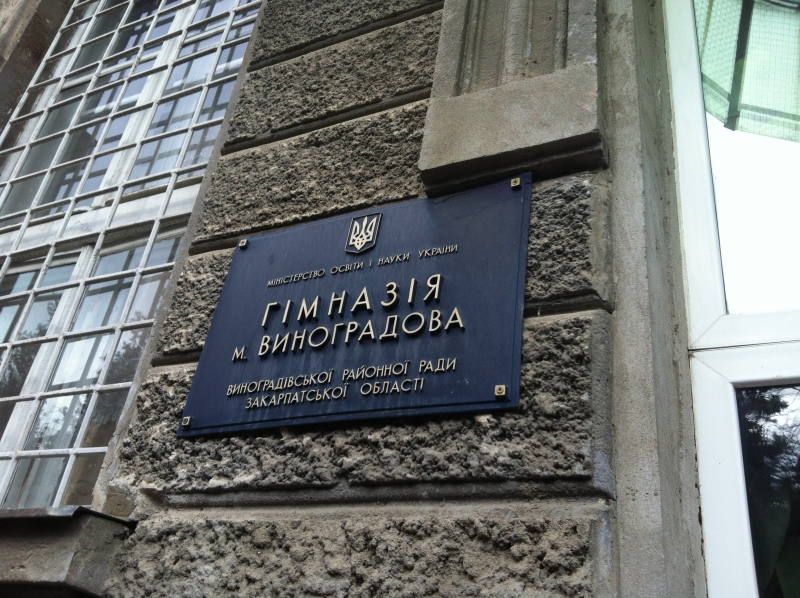 МІНІСТЕРСТВО ОСВІТИ І НАУКИ УКРАЇНИ
ГІМНАЗІЯ
М. ВИНОГРАДОВА
ВИНОГРАДІВСЬКОЇ РАЙОННОЇ РАДИ
ЗАКАРПАТСЬКОЇ ОБЛАСТІ